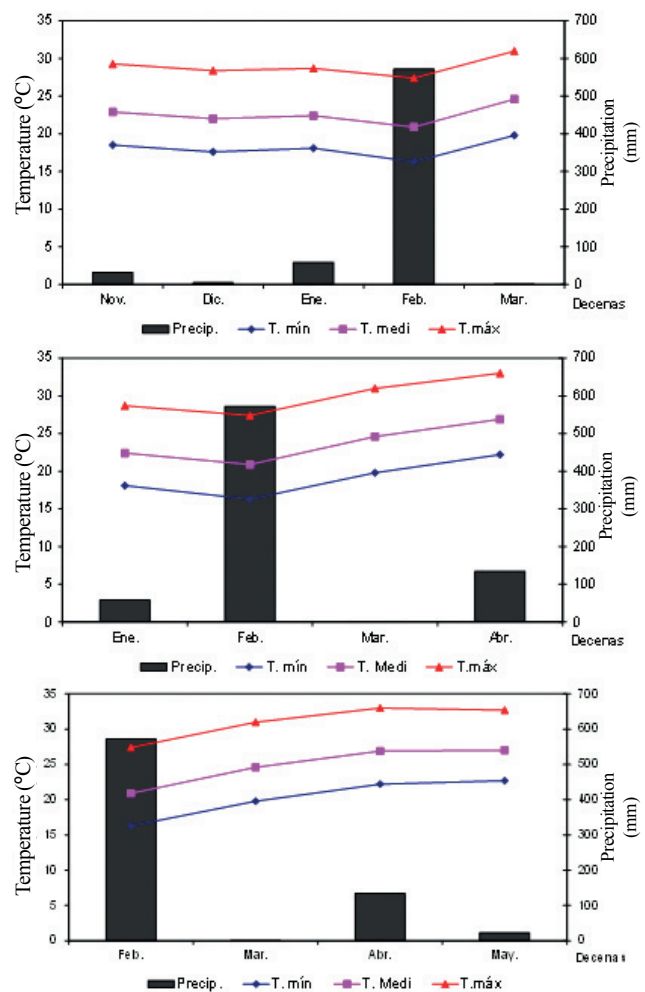 35 700
30 600
25 500
20 400
15 300
10 200
5 100
0 0
Temperature (°C)
Precipitation
(mm)
Nov. Dic. Ene. Feb. Mar. Decenas
Precip. T. mín T. medi T.máx
35 700
30 600
25 500
20 400
15 300
10 200
5 100
0 0
Temperature (°C)
Precipitation
(mm)
Ene. Feb. Mar. Abr. Decenas
Precip. T. mín T. Medi T.máx
35 700
30 600
25 500
20 400
15 300
10 200
5 100
0 0
Temperature (°C)
Precipitation
(mm)
Feb. Mar. Abr. May. Decenas
Precip. T. mín T. Medi T.máx